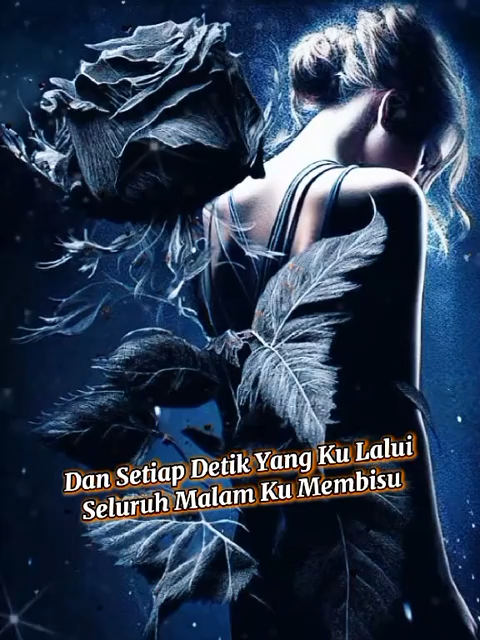 Dan Setiap Detik Yang Ku Lalui
Seluruh Malam Ku Membisu